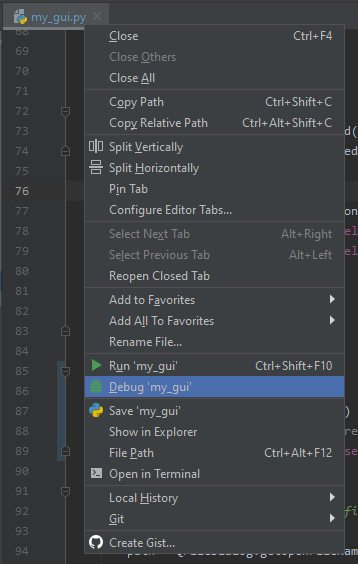 my_gui.py
68
Close Ctrl+F4
69
Close Others
70
Close All
71
Copy Path Ctrl+Shift+C
72
Copy Relative Path Ctrl+Alt+Shift+C
73
74
Split Vertically
75
Split Horizontally
76
Pin Tab
77
Configure Editor Tabs...
78
Select Next Tab Alt+Right
79
Select Previous Tab Alt+Left
80
Reopen Closed Tab
81
Add to Favorites
82
Add All To Favorites
83
Rename File...
84
Run 'my_gui' Ctrl+Shift+F10
85
Debug 'my_gui'
86
Save 'my_gui'
87
Show in Explorer
88
File Path Ctrl+Alt+F12
89
Open in Terminal
90
Local History
91
Git
92
93
Create Gist...
94